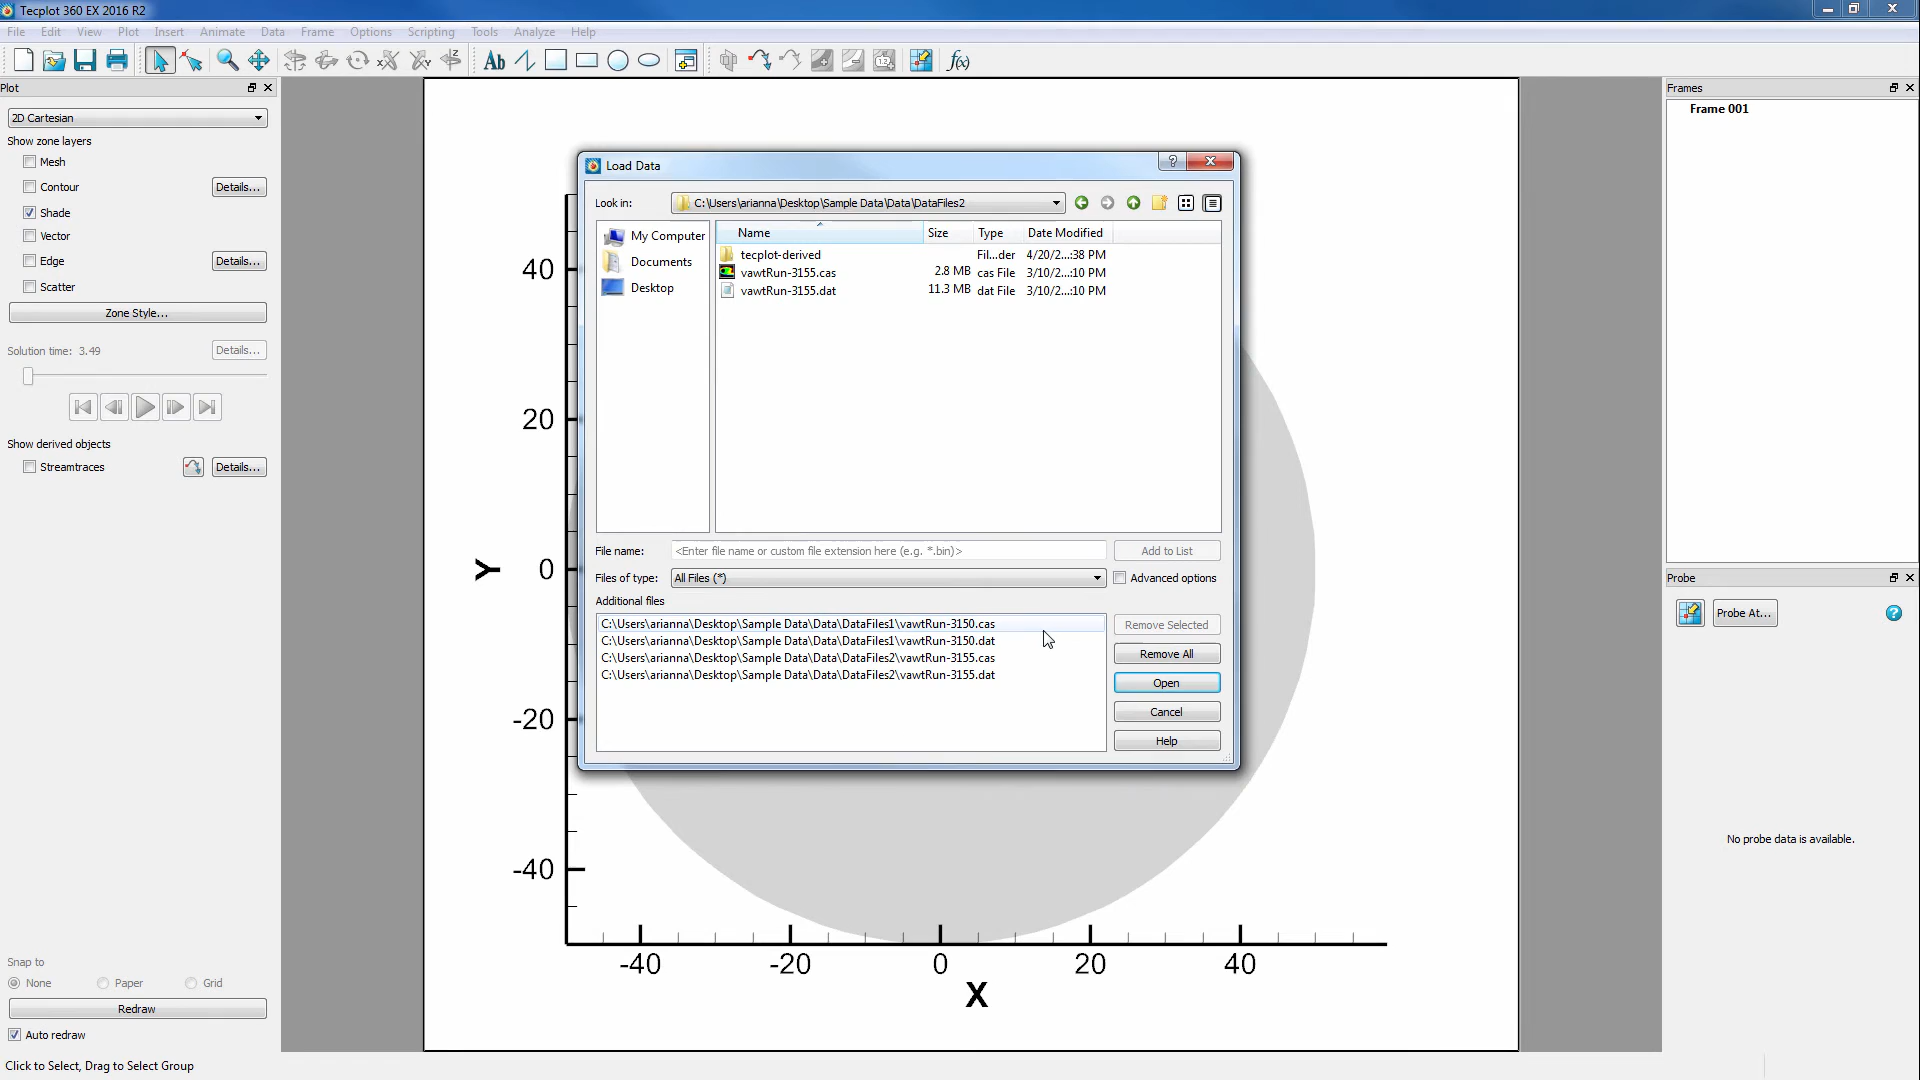 Tecplot 360 EX 2016 R2
File Edit View Plot Insert Animate Data Frame Options Scripting Tools Analyze Help
Plot
2D Cartesian
Show zone layers
Mesh
Contour Details...
Shade
Vector
Edge Details...
Scatter
Zone Style...
Solution time: 3.49 Details...
Show derived objects
Streamtraces Details...
Snap to
None Paper Grid
Redraw
Auto redraw
Click to Select, Drag to Select Group
Load Data
Look in: C:\Users\arianna\Desktop\Sample Data\Data\DataFiles2
My Computer
Documents
Desktop
Name Size Type Date Modified
tecplot-derived Fil...der 4/20/2...:38 PM
vawtRun-3155.cas 2.8 MB cas File 3/10/2...:10 PM
vawtRun-3155.dat 11.3 MB dat File 3/10/2...:10 PM
File name: <Enter file name or custom file extension here (e.g. *.bin)> Add to List
Files of type: All Files (*) Advanced options
Additional files
C:\Users\arianna\Desktop\Sample Data\Data\DataFiles1\vawtRun-3150.cas
C:\Users\arianna\Desktop\Sample Data\Data\DataFiles1\vawtRun-3150.dat
C:\Users\arianna\Desktop\Sample Data\Data\DataFiles2\vawtRun-3155.cas
C:\Users\arianna\Desktop\Sample Data\Data\DataFiles2\vawtRun-3155.dat
Remove Selected
Remove All
Open
Cancel
Help
40
20
Y 0
-20
-40
-40 -20 0 20 40
X
Frames
Frame 001
Probe
Probe At...
No probe data is available.